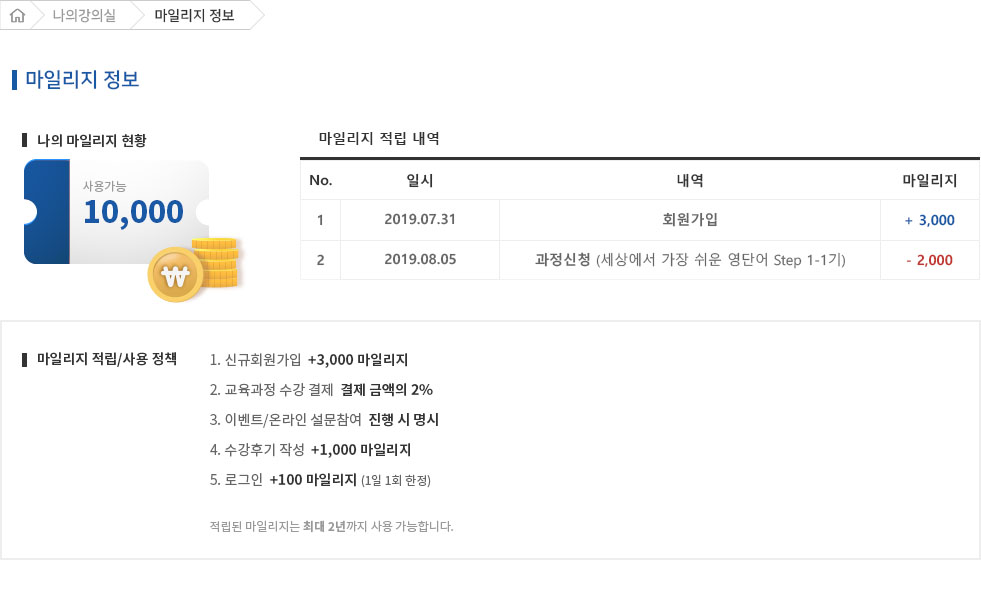 나의강의실 마일리지 정보
마일리지 정보
나의 마일리지 현황
사용가능
10,000
₩
마일리지 적립 내역
No. 일시 내역 마일리지
1 2019.07.31 회원가입 + 3,000
2 2019.08.05 과정신청 (세상에서 가장 쉬운 영단어 Step 1-1기) - 2,000
마일리지 적립/사용 정책
1. 신규회원가입 +3,000 마일리지
2. 교육과정 수강 결제 결제 금액의 2%
3. 이벤트/온라인 설문참여 진행 시 명시
4. 수강후기 작성 +1,000 마일리지
5. 로그인 +100 마일리지 (1일 1회 한정)
적립된 마일리지는 최대 2년까지 사용 가능합니다.